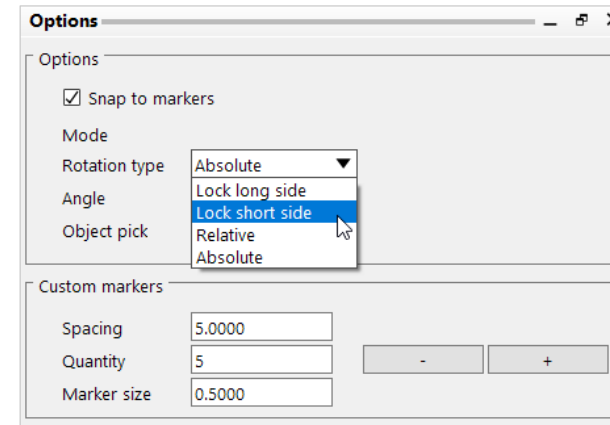 Options
Options
Snap to markers
Mode
Rotation type Absolute
Lock long side
Angle
Lock short side
Object pick Relative
Absolute
Custom markers
Spacing 5.0000
Quantity 5 - +
Marker size 0.5000